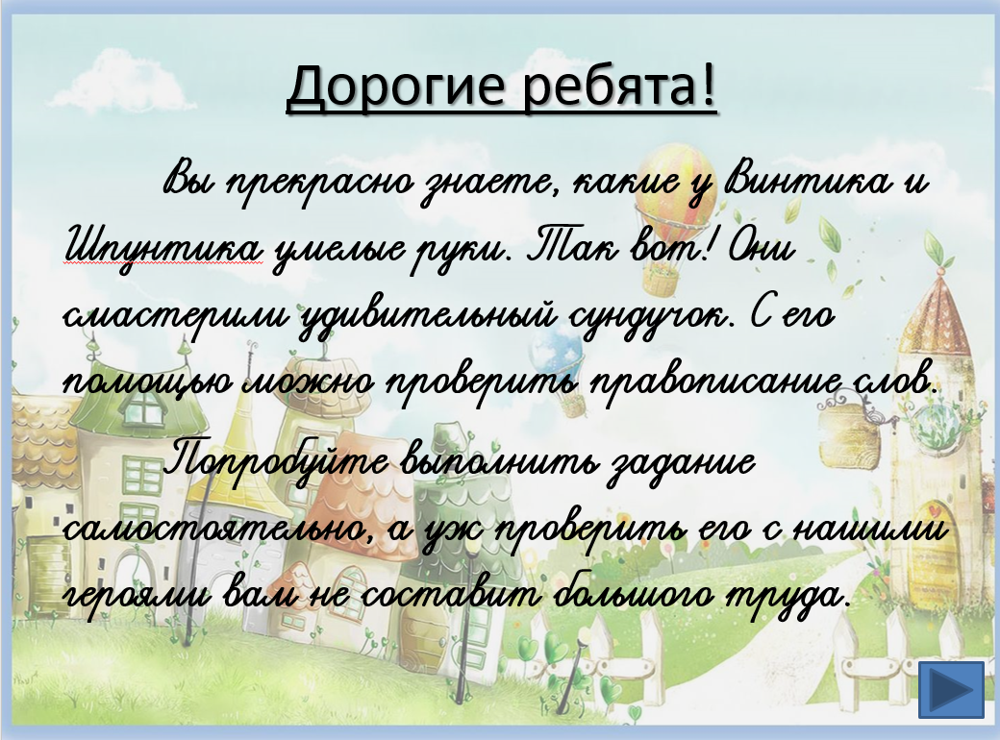 Дорогие ребята!
Вы прекрасно знаете, какие у Винтика и
Шпунтика умелые руки. Так вот! Они
смастерили удивительный сундучок. С его
помощью можно проверить правописание слов.
Попробуйте выполнить задание
самостоятельно, а уж проверить его с нашими
героями вам не составит большого труда.